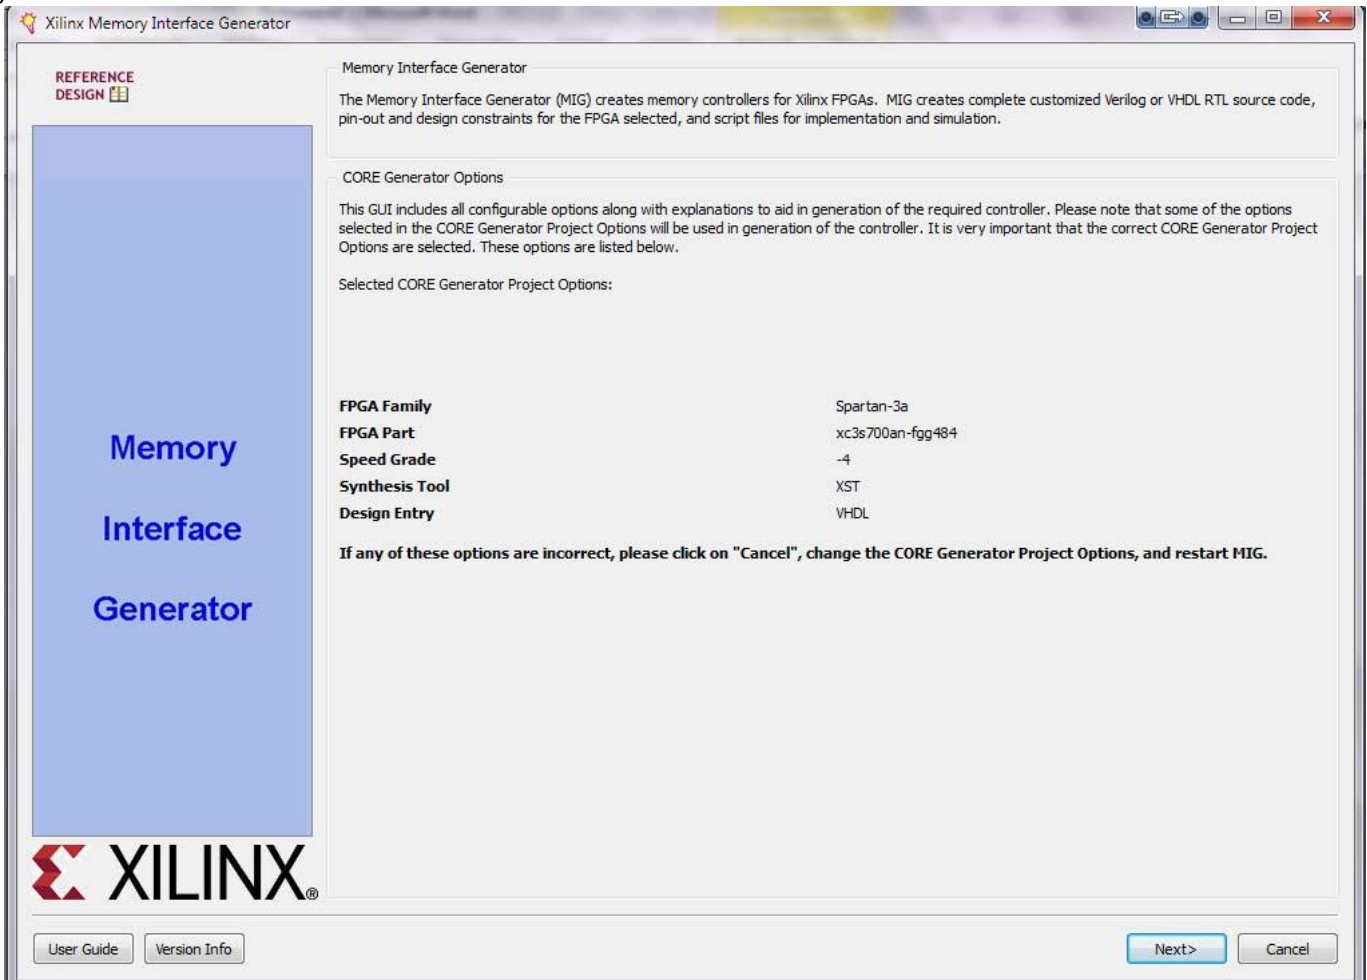 Xilinx Memory Interface Generator
REFERENCE
DESIGN
Memory Interface Generator
The Memory Interface Generator (MIG) creates memory controllers for Xilinx FPGAs. MIG creates complete customized Verilog or VHDL RTL source code,
pin-out and design constraints for the FPGA selected, and script files for implementation and simulation.
CORE Generator Options
This GUI includes all configurable options along with explanations to aid in generation of the required controller. Please note that some of the options
selected in the CORE Generator Project Options will be used in generation of the controller. It is very important that the correct CORE Generator Project
Options are selected. These options are listed below.
Selected CORE Generator Project Options:
FPGA Family Spartan-3a
FPGA Part xc3s700an-fgg484
Speed Grade -4
Synthesis Tool XST
Design Entry VHDL
If any of these options are incorrect, please click on "Cancel", change the CORE Generator Project Options, and restart MIG.
Memory
Interface
Generator
XILINX®
User Guide Version Info Next> Cancel